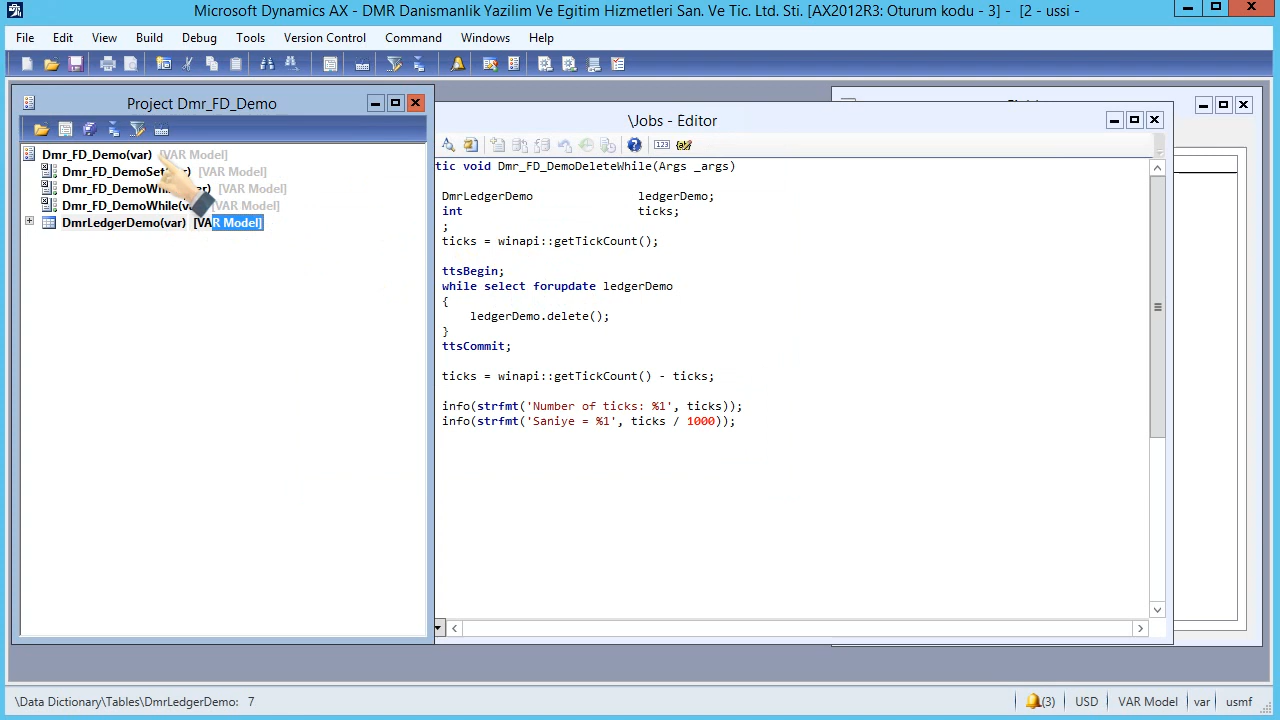 Microsoft Dynamics AX - DMR Danismanlik Yazilim Ve Egitim Hizmetleri San. Ve Tic. Ltd. Sti. [AX2012R3: Oturum kodu - 3] - [2 - ussi -
File Edit View Build Debug Tools Version Control Command Windows Help
Project Dmr_FD_Demo
Dmr_FD_Demo(var) [VAR Model]
[VAR Model]
[VAR Model]
[VAR Model]
DmrLedgerDemo(var) [VAR Model]
\Jobs - Editor
tic void Dmr_FD_DemoDeleteWhile(Args _args)
DmrLedgerDemo ledgerDemo;
int ticks;
;
ticks = winapi::getTickCount();
ttsBegin;
while select forupdate ledgerDemo
{
ledgerDemo.delete();
}
ttsCommit;
ticks = winapi::getTickCount() - ticks;
info(strfmt('Number of ticks: %1', ticks));
info(strfmt('Saniye = %1', ticks / 1000));
\Data Dictionary\Tables\DmrLedgerDemo: 7
(3) USD VAR Model var usmf